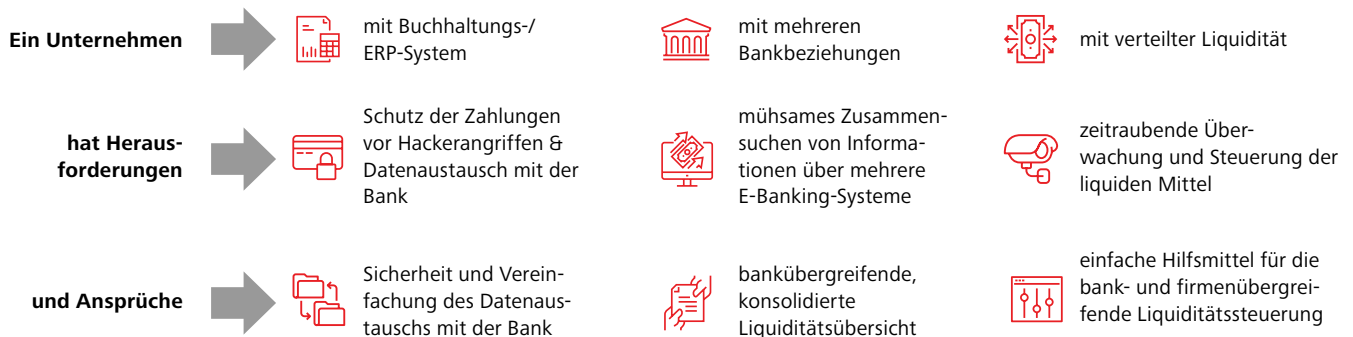 Ein Unternehmen
mit Buchhaltungs-/
ERP-System
mit mehreren
Bankbeziehungen
mit verteilter Liquidität
hat Heraus-
forderungen
Schutz der Zahlungen
vor Hackerangriffen &
Datenaustausch mit der
Bank
mühsames Zusammen-
suchen von Informa-
tionen über mehrere
E-Banking-Systeme
zeitraubende Über-
wachung und Steuerung der
liquiden Mittel
und Ansprüche
Sicherheit und Verein-
fachung des Datenaus-
tauschs mit der Bank
bankübergreifende,
konsolidierte
Liquiditätsübersicht
einfache Hilfsmittel für die
bank- und firmenübergrei-
fende Liquiditätssteuerung